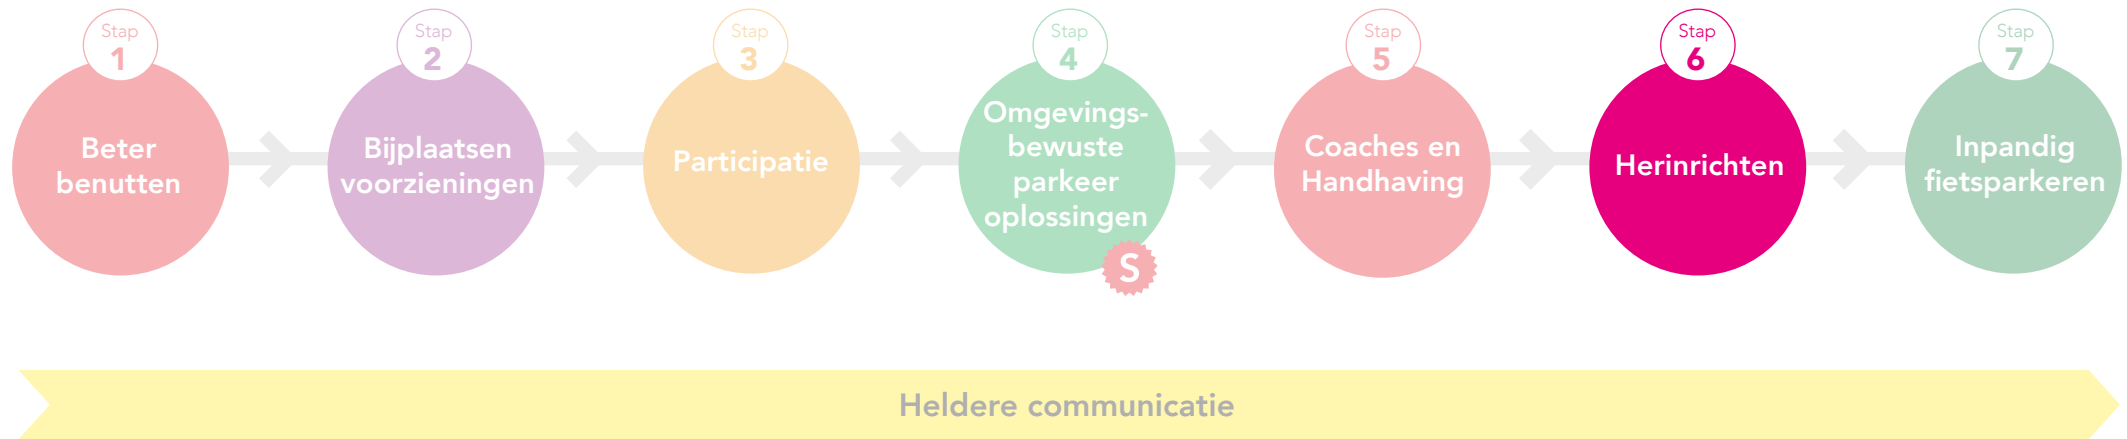 Stap
1
Beter
benutten
Stap
2
Bijplaatsen
voorzieningen
Stap
3
Participatie
Stap
4
Omgevings-
bewuste
parkeer
oplossingen
S
Stap
5
Coaches en
Handhaving
Stap
6
Herinrichten
Stap
7
Inpandig
fietsparkeren
Heldere communicatie